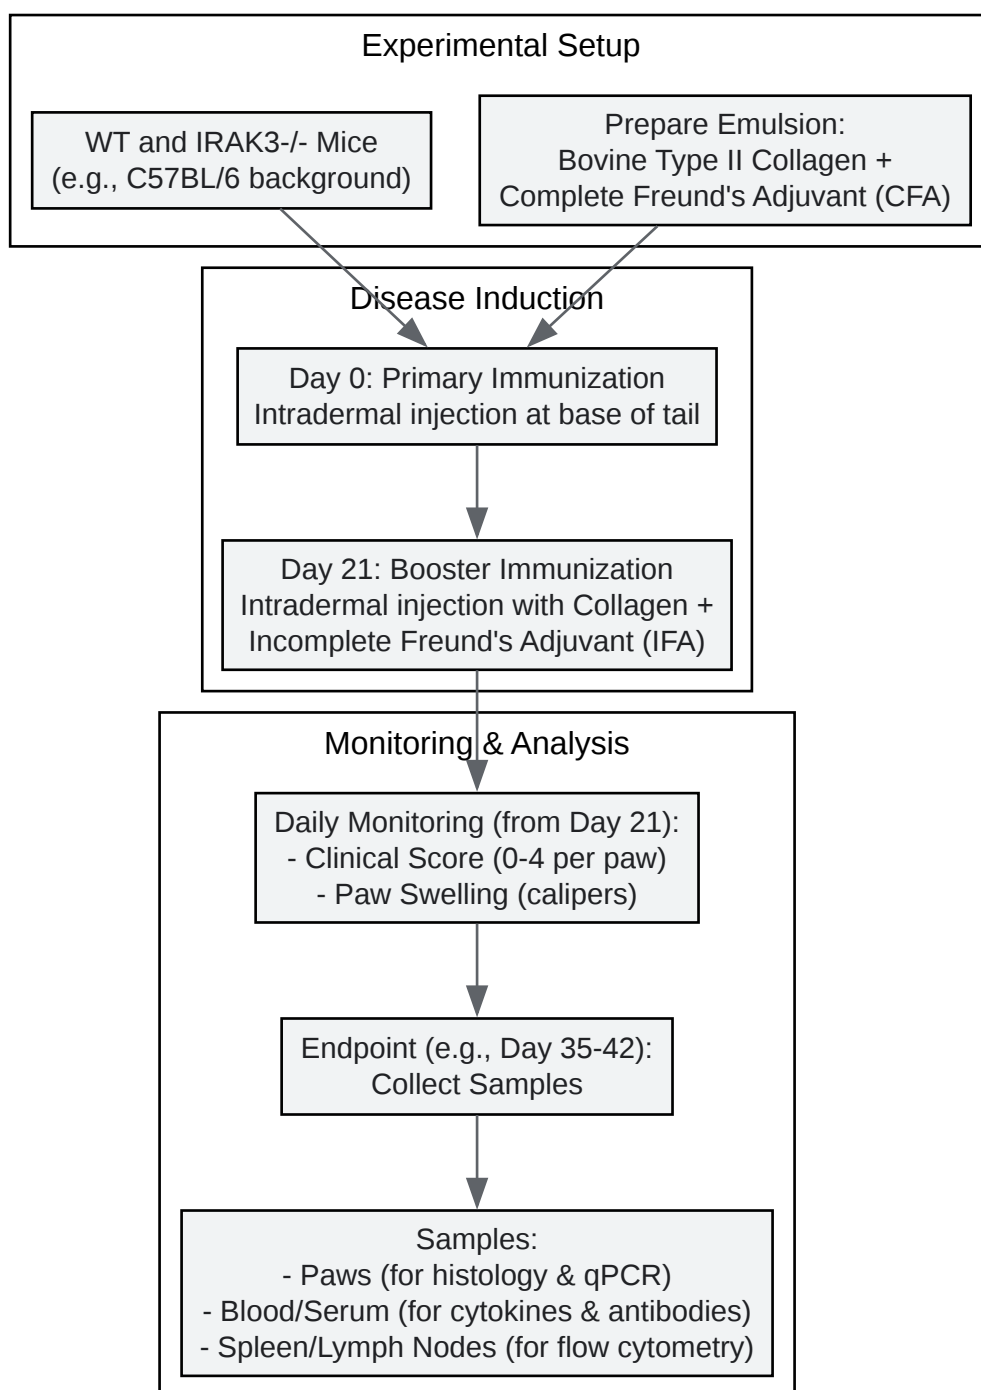 Experimental Setup
WT and IRAK3-/- Mice
(e.g., C57BL/6 background)
Prepare Emulsion:
Bovine Type II Collagen +
Complete Freund's Adjuvant (CFA)
Disease Induction
Day 0: Primary Immunization
Intradermal injection at base of tail
Day 21: Booster Immunization
Intradermal injection with Collagen +
Incomplete Freund's Adjuvant (IFA)
Monitoring & Analysis
Daily Monitoring (from Day 21):
- Clinical Score (0-4 per paw)
- Paw Swelling (calipers)
Endpoint (e.g., Day 35-42):
Collect Samples
Samples:
- Paws (for histology & qPCR)
- Blood/Serum (for cytokines & antibodies)
- Spleen/Lymph Nodes (for flow cytometry)